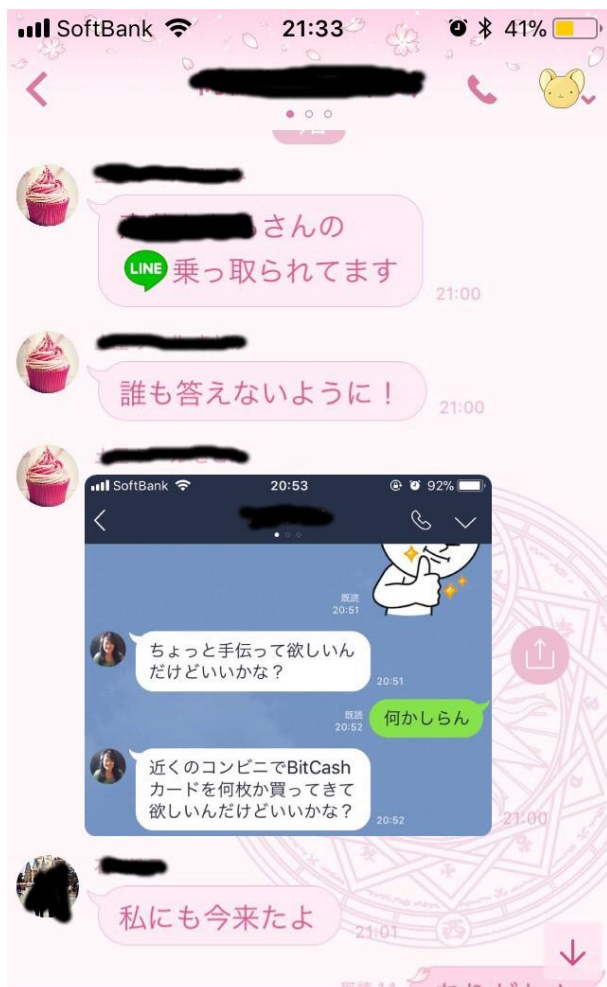 SoftBank 21:33 41%
さんの
LINE 乗っ取られてます
21:00
誰も答えないように！
21:00
SoftBank 20:53 92%
既読
20:51
ちょっと手伝って欲しいん
だけどいいかな？
20:51
既読
20:52
何かしらん
近くのコンビニでBitCash
カードを何枚か買ってきて
欲しいんだけどいいかな？
20:52
21:00
私にも今来たよ
21:01
西